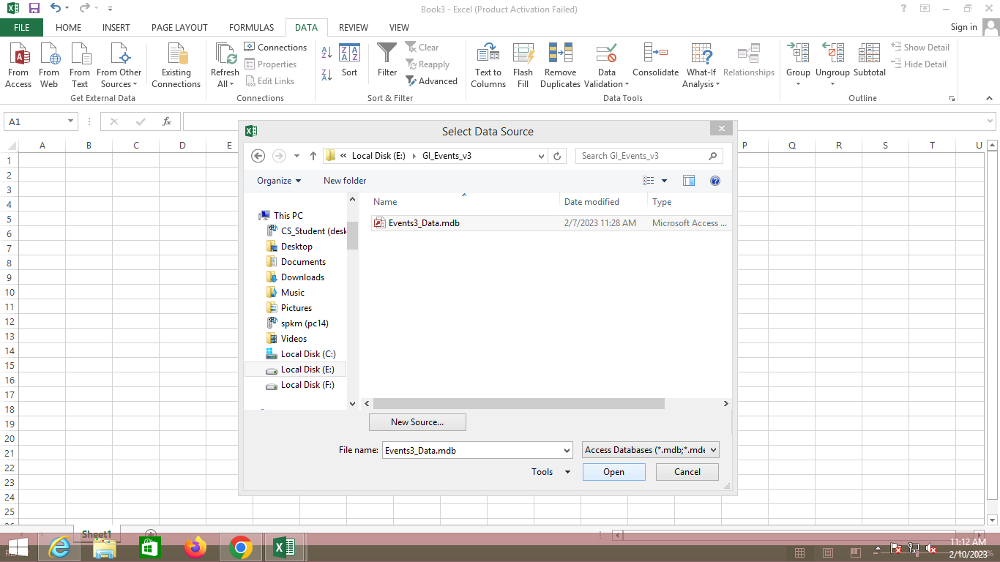 Book3 - Excel (Product Activation Failed)
FILE HOME INSERT PAGE LAYOUT FORMULAS DATA REVIEW VIEW Sign in
From Access
From Web
From Text
From Other Sources
Existing Connections
Refresh All
Connections
Properties
Edit Links
Sort
Filter
Clear
Reapply
Advanced
Text to Columns
Flash Fill
Remove Duplicates
Data Validation
Consolidate
What-If Analysis
Relationships
Group
Ungroup
Subtotal
Show Detail
Hide Detail
Get External Data Connections Sort & Filter Data Tools Outline
A1 fx
A B C D E P Q R S T U
1
2
3
4
5
6
7
8
9
10
11
12
13
14
15
16
17
18
19
20
21
22
23
24
25
Select Data Source
« Local Disk (E:) GI_Events_v3
Search GI_Events_v3
Organize New folder
Name Date modified Type
Events3_Data.mdb 2/7/2023 11:28 AM Microsoft Access ...
This PC
CS_Student (desk
Desktop
Documents
Downloads
Music
Pictures
spkm (pc14)
Videos
Local Disk (C:)
Local Disk (E:)
Local Disk (F:)
New Source...
File name: Events3_Data.mdb Access Databases (*.mdb;*.mde
Tools Open Cancel
Sheet1
11:12 AM
2/10/2023